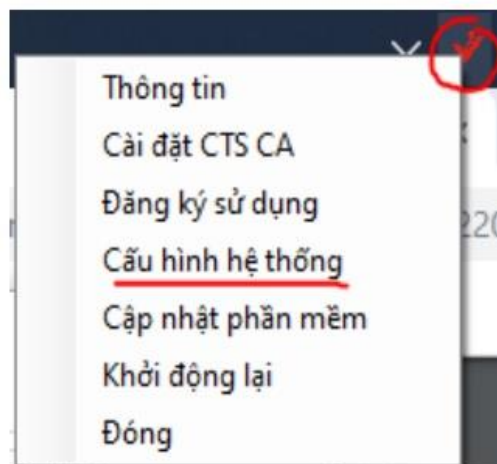 Thông tin
Cài đặt CTS CA
Đăng ký sử dụng
Cấu hình hệ thống
Cập nhật phần mềm
Khởi động lại
Đóng